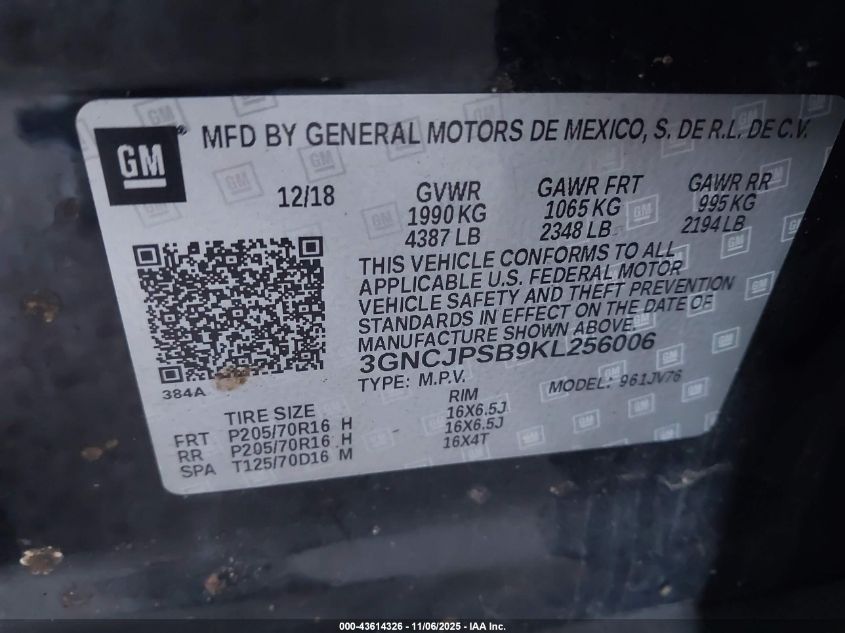 GM
MFD BY GENERAL MOTORS DE MEXICO, S. DE R.L. DE C.V.
12/18 GVWR GAWR FRT GAWR RR
1990 KG 1065 KG 995 KG
4387 LB 2348 LB 2194 LB
THIS VEHICLE CONFORMS TO ALL
APPLICABLE U.S. FEDERAL MOTOR
VEHICLE SAFETY AND THEFT PREVENTION
STANDARDS IN EFFECT ON THE DATE OF
MANUFACTURE SHOWN ABOVE.
3GNCJPSB9KL256006
TYPE: M.P.V. MODEL: 961JV76
384A
TIRE SIZE RIM
FRT P205/70R16 H 16X6.5J
RR P205/70R16 H 16X6.5J
SPA T125/70D16 M 16X4T
000-43614326 - 11/06/2025 - IAA Inc.